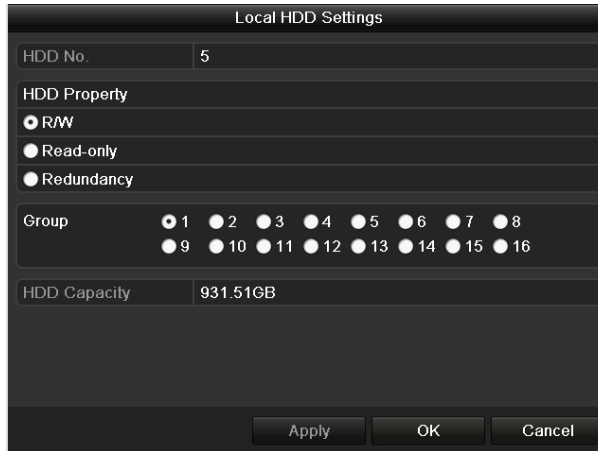 Local HDD Settings
HDD No. 5
HDD Property
R/W
Read-only
Redundancy
Group 1 2 3 4 5 6 7 8
9 10 11 12 13 14 15 16
HDD Capacity 931.51GB
Apply OK Cancel